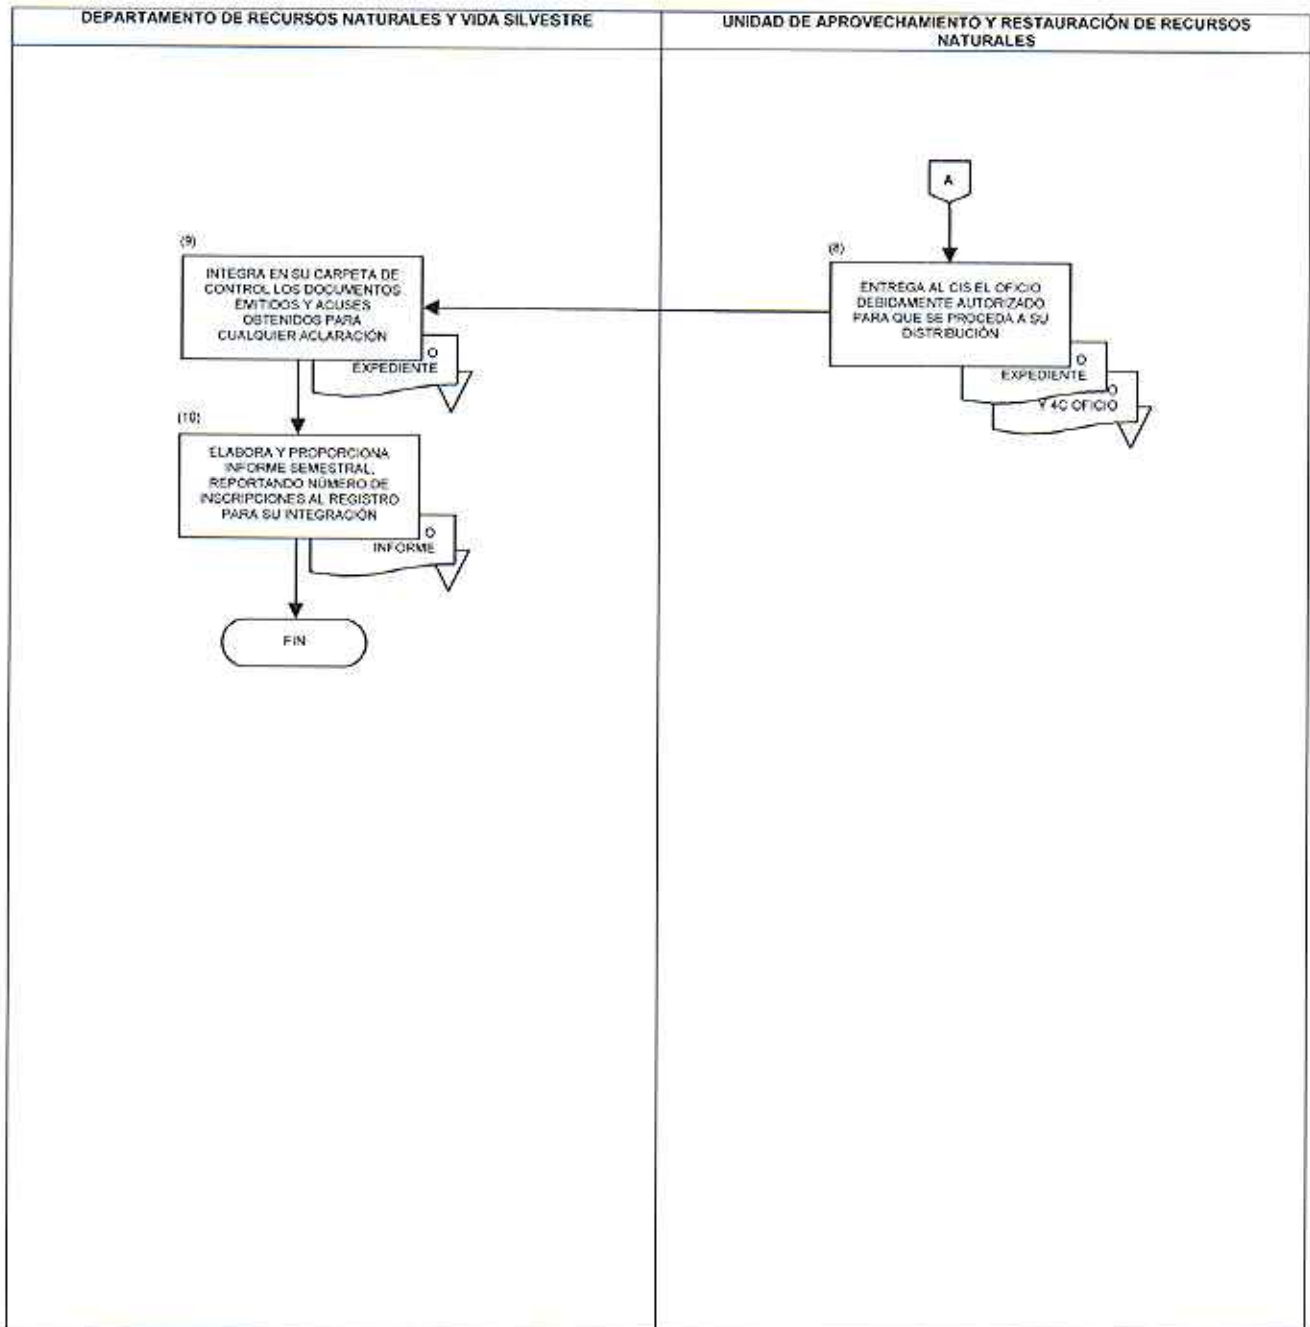 DEPARTAMENTO DE RECURSOS NATURALES Y VIDA SILVESTRE
UNIDAD DE APROVECHAMIENTO Y RESTAURACIÓN DE RECURSOS
NATURALES
A
(8)
ENTREGA AL CIS EL OFICIO
DEBIDAMENTE AUTORIZADO
PARA QUE SE PROCEDA A SU
DISTRIBUCIÓN
O
EXPEDIENTE
O
Y 4C OFICIO
(9)
INTEGRA EN SU CARPETA DE
CONTROL LOS DOCUMENTOS
EMITIDOS Y ACUSES
OBTENIDOS PARA
CUALQUIER ACLARACIÓN
O
EXPEDIENTE
(10)
ELABORA Y PROPORCIONA
INFORME SEMESTRAL,
REPORTANDO NÚMERO DE
INSCRIPCIONES AL REGISTRO
PARA SU INTEGRACIÓN
O
INFORME
FIN